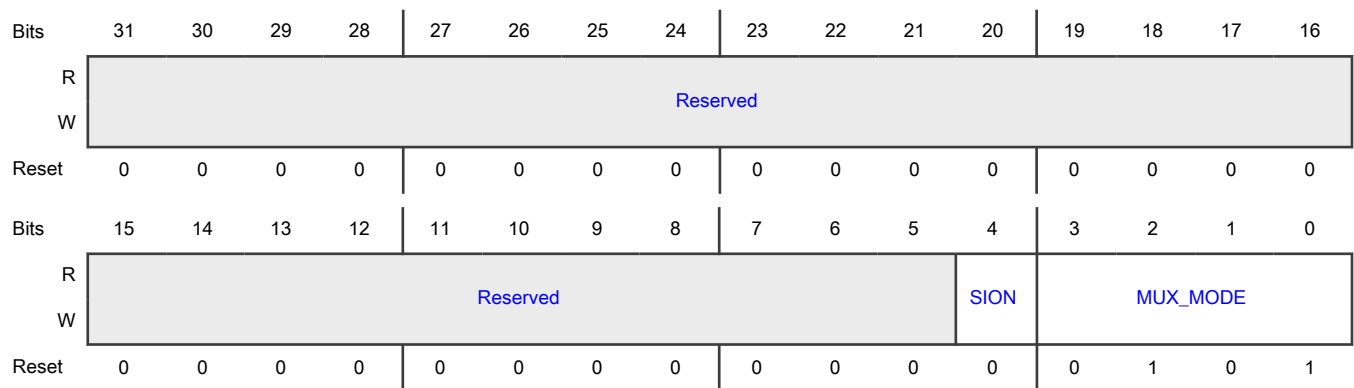 Bits 31 30 29 28 27 26 25 24 23 22 21 20 19 18 17 16
R
Reserved
W
Reset 0 0 0 0 0 0 0 0 0 0 0 0 0 0 0 0
Bits 15 14 13 12 11 10 9 8 7 6 5 4 3 2 1 0
R
Reserved SION MUX_MODE
W
Reset 0 0 0 0 0 0 0 0 0 0 0 0 0 1 0 1